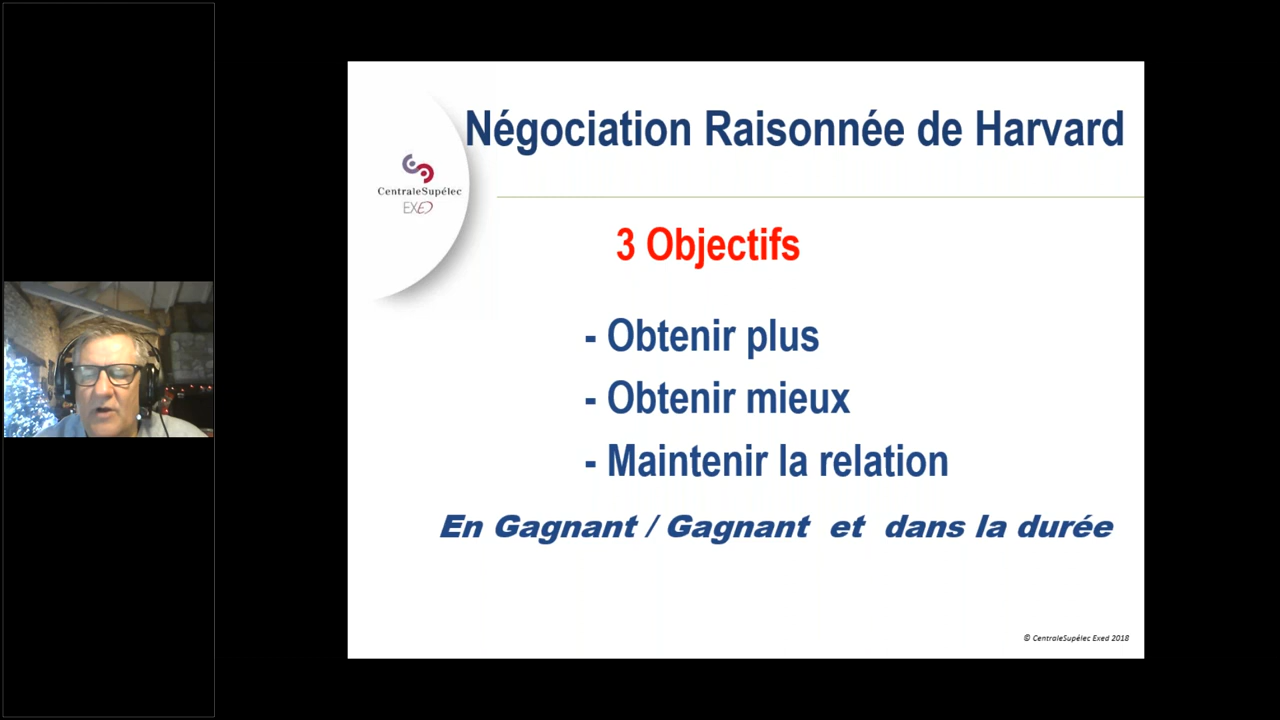 Négociation Raisonnée de Harvard
CentraleSupélec
EXED
3 Objectifs
- Obtenir plus
- Obtenir mieux
- Maintenir la relation
En Gagnant / Gagnant et dans la durée
© CentraleSupélec Exed 2018